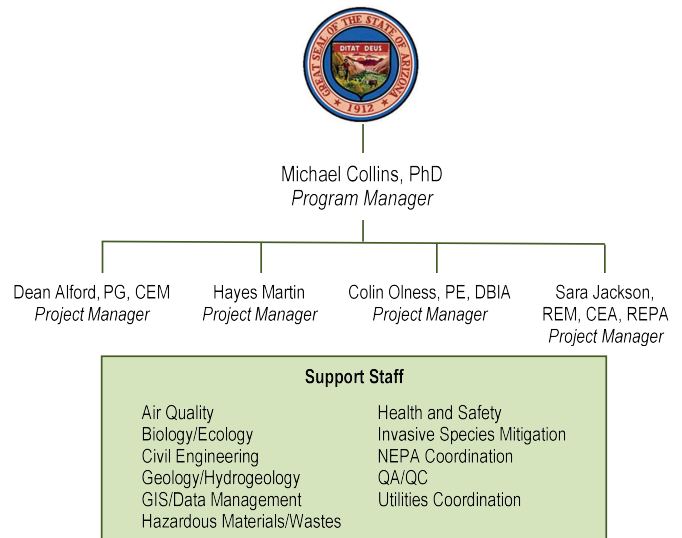 GREAT SEAL OF THE STATE OF ARIZONA
DITAT DEUS
1912
Michael Collins, PhD
Program Manager
Dean Alford, PG, CEM
Project Manager
Hayes Martin
Project Manager
Colin Olness, PE, DBIA
Project Manager
Sara Jackson,
REM, CEA, REPA
Project Manager
Support Staff
Air Quality
Biology/Ecology
Civil Engineering
Geology/Hydrogeology
GIS/Data Management
Hazardous Materials/Wastes
Health and Safety
Invasive Species Mitigation
NEPA Coordination
QA/QC
Utilities Coordination